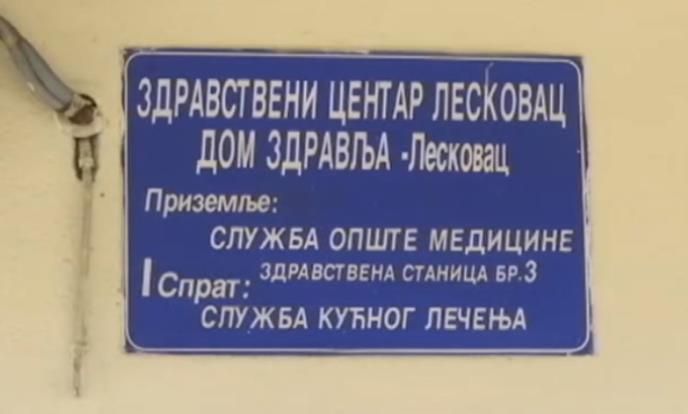 ЗДРАВСТВЕНИ ЦЕНТАР ЛЕСКОВАЦ
ДОМ ЗДРАВЉА -Лесковац
Приземље:
СЛУЖБА ОПШТЕ МЕДИЦИНЕ
ЗДРАВСТВЕНА СТАНИЦА БР.3
I Спрат:
СЛУЖБА КУЋНОГ ЛЕЧЕЊА